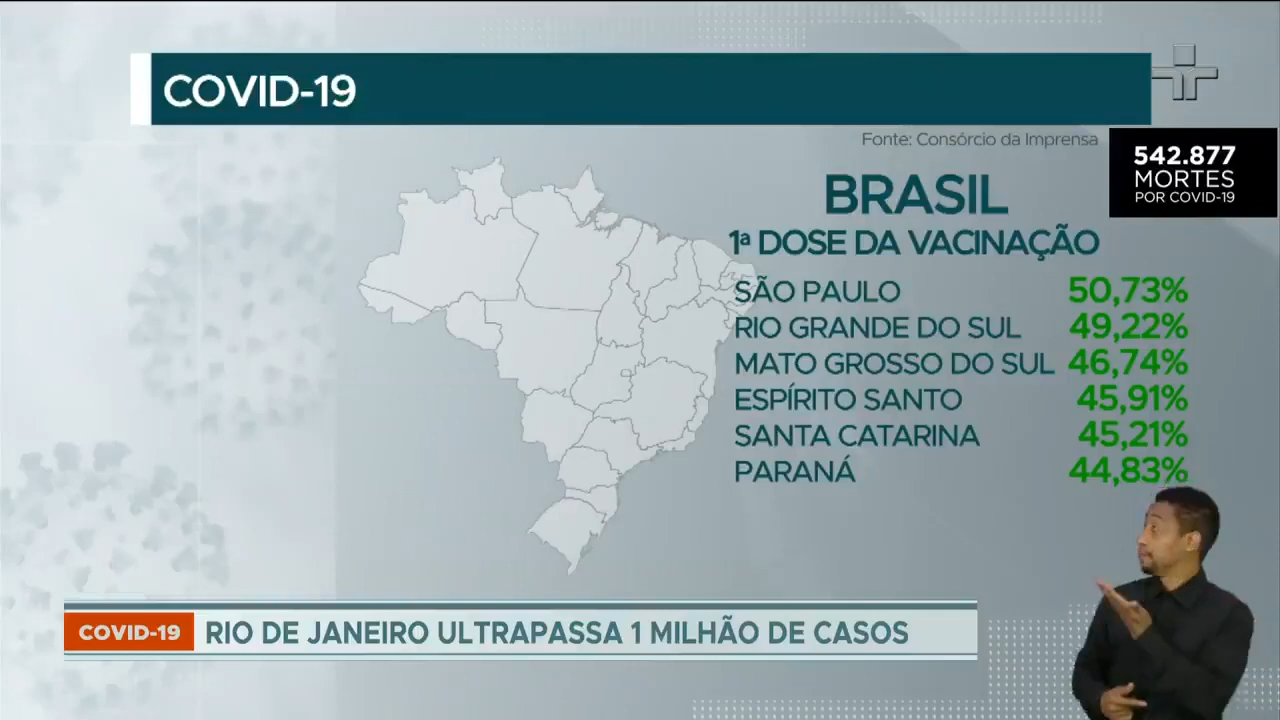 COVID-19
Fonte: Consórcio da Imprensa
542.877
MORTES
POR COVID-19
BRASIL
1ª DOSE DA VACINAÇÃO
SÃO PAULO 50,73%
RIO GRANDE DO SUL 49,22%
MATO GROSSO DO SUL 46,74%
ESPÍRITO SANTO 45,91%
SANTA CATARINA 45,21%
PARANÁ 44,83%
COVID-19 RIO DE JANEIRO ULTRAPASSA 1 MILHÃO DE CASOS